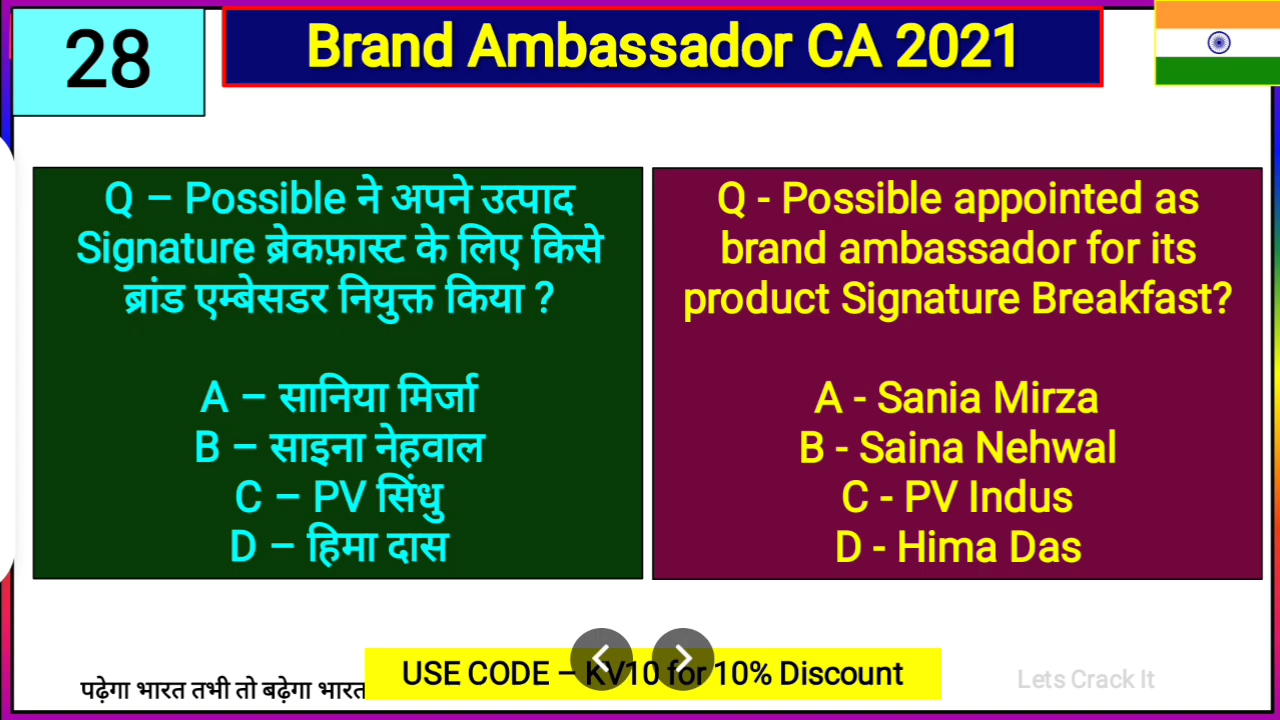 28
Brand Ambassador CA 2021
Q – Possible ने अपने उत्पाद
Signature ब्रेकफ़ास्ट के लिए किसे
ब्रांड एम्बेसडर नियुक्त किया ?
A – सानिया मिर्जा
B – साइना नेहवाल
C – PV सिंधु
D – हिमा दास
Q - Possible appointed as
brand ambassador for its
product Signature Breakfast?
A - Sania Mirza
B - Saina Nehwal
C - PV Indus
D - Hima Das
पढ़ेगा भारत तभी तो बढ़ेगा भारत
USE CODE – KV10 for 10% Discount
Lets Crack It